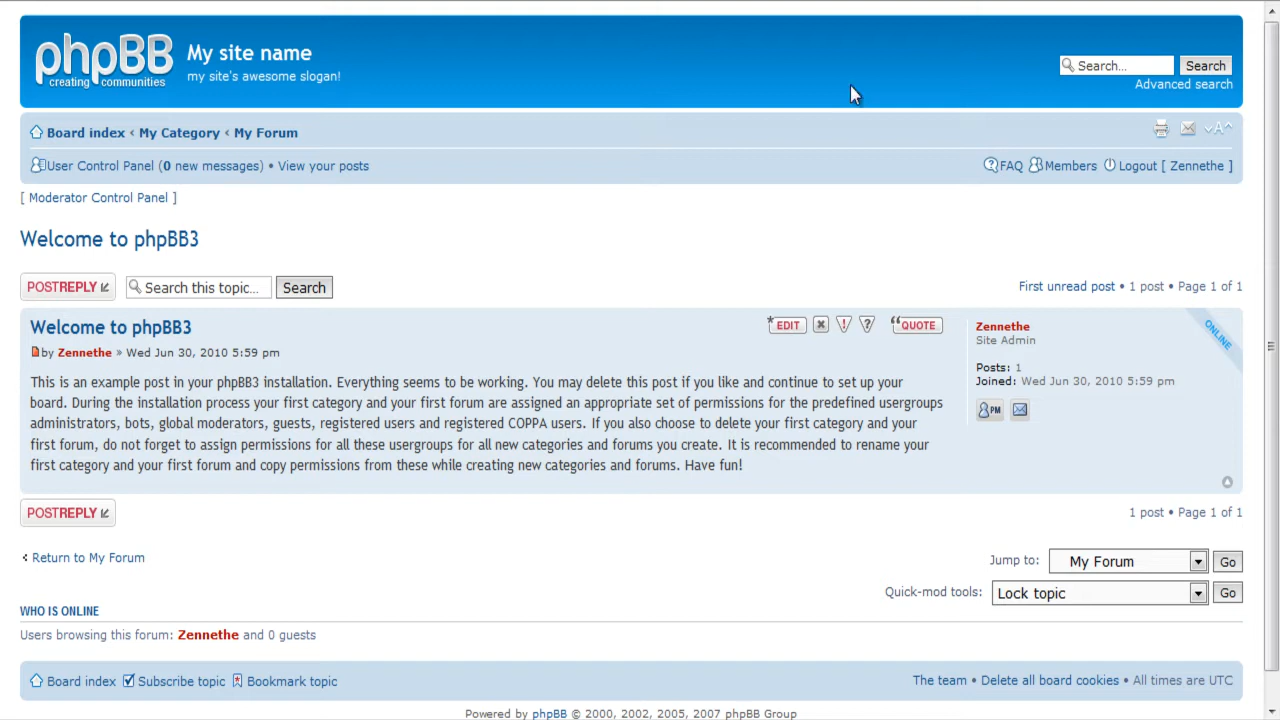 phpBB
creating communities
My site name
my site's awesome slogan!
Search... Search
Advanced search
Board index ‹ My Category ‹ My Forum
User Control Panel (0 new messages) • View your posts
FAQ Members Logout [ Zennethe ]
[ Moderator Control Panel ]
Welcome to phpBB3
POSTREPLY Search this topic... Search
First unread post • 1 post • Page 1 of 1
Welcome to phpBB3
EDIT QUOTE
by Zennethe » Wed Jun 30, 2010 5:59 pm
This is an example post in your phpBB3 installation. Everything seems to be working. You may delete this post if you like and continue to set up your
board. During the installation process your first category and your first forum are assigned an appropriate set of permissions for the predefined usergroups
administrators, bots, global moderators, guests, registered users and registered COPPA users. If you also choose to delete your first category and your
first forum, do not forget to assign permissions for all these usergroups for all new categories and forums you create. It is recommended to rename your
first category and your first forum and copy permissions from these while creating new categories and forums. Have fun!
Zennethe
Site Admin
Posts: 1
Joined: Wed Jun 30, 2010 5:59 pm
PM
ONLINE
POSTREPLY
1 post • Page 1 of 1
Return to My Forum
Jump to: My Forum Go
Quick-mod tools: Lock topic Go
WHO IS ONLINE
Users browsing this forum: Zennethe and 0 guests
Board index Subscribe topic Bookmark topic
The team • Delete all board cookies • All times are UTC
Powered by phpBB © 2000, 2002, 2005, 2007 phpBB Group